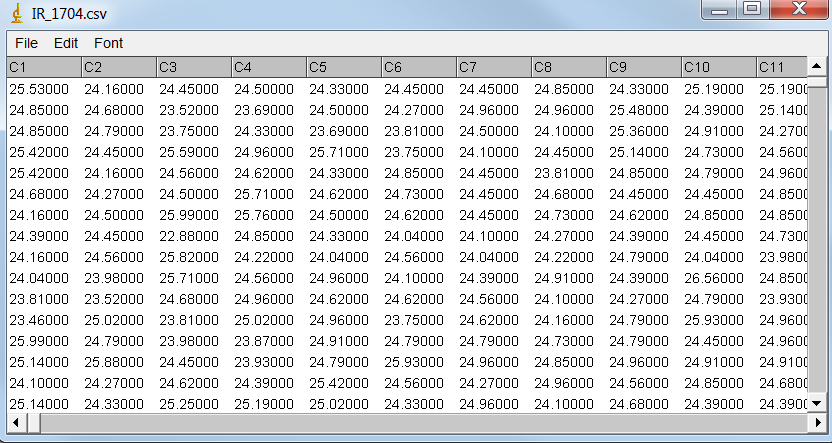 IR_1704.csv
File Edit Font
C1 C2 C3 C4 C5 C6 C7 C8 C9 C10 C11
25.53000 24.16000 24.45000 24.50000 24.33000 24.45000 24.45000 24.85000 24.33000 25.19000 25.1900
24.85000 24.68000 23.52000 23.69000 24.50000 24.27000 24.96000 24.96000 25.48000 24.39000 25.1400
24.85000 24.79000 23.75000 24.33000 23.69000 23.81000 24.50000 24.10000 25.36000 24.91000 24.2700
25.42000 24.45000 25.59000 24.96000 25.71000 23.75000 24.10000 24.45000 25.14000 24.73000 24.5600
25.42000 24.16000 24.56000 24.62000 24.33000 24.85000 24.45000 23.81000 24.85000 24.79000 24.9600
24.68000 24.27000 24.50000 25.71000 24.62000 24.73000 24.45000 24.68000 24.45000 24.45000 24.8500
24.16000 24.50000 25.99000 25.76000 24.50000 24.62000 24.45000 24.73000 24.62000 24.85000 24.8500
24.39000 24.45000 22.88000 24.85000 24.33000 24.04000 24.10000 24.27000 24.39000 24.45000 24.7300
24.16000 24.56000 25.82000 24.22000 24.04000 24.56000 24.04000 24.22000 24.79000 24.04000 23.9800
24.04000 23.98000 25.71000 24.56000 24.96000 24.10000 24.39000 24.91000 24.39000 26.56000 24.8500
23.81000 23.52000 24.68000 24.96000 24.62000 24.62000 24.56000 24.10000 24.27000 24.79000 23.9300
23.46000 25.02000 23.81000 25.02000 24.96000 23.75000 24.62000 24.16000 24.79000 25.93000 24.9600
25.99000 24.79000 23.98000 23.87000 24.91000 24.79000 24.79000 24.73000 24.79000 24.45000 24.9600
25.14000 25.88000 24.45000 23.93000 24.79000 25.93000 24.96000 24.85000 24.96000 24.91000 24.9100
24.10000 24.27000 24.62000 24.39000 25.42000 24.56000 24.27000 24.96000 24.56000 24.85000 24.6800
25.14000 24.33000 25.25000 25.19000 25.02000 24.33000 24.96000 24.10000 24.68000 24.39000 24.3900